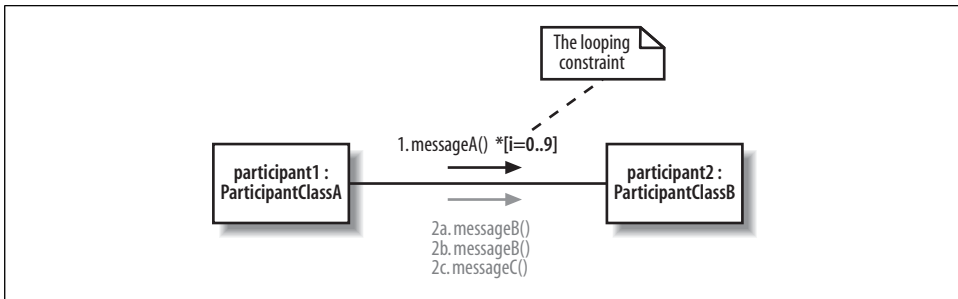 The looping
constraint
1. messageA() *[i=0..9]
participant1 :
ParticipantClassA
participant2 :
ParticipantClassB
2a. messageB()
2b. messageB()
2c. messageC()